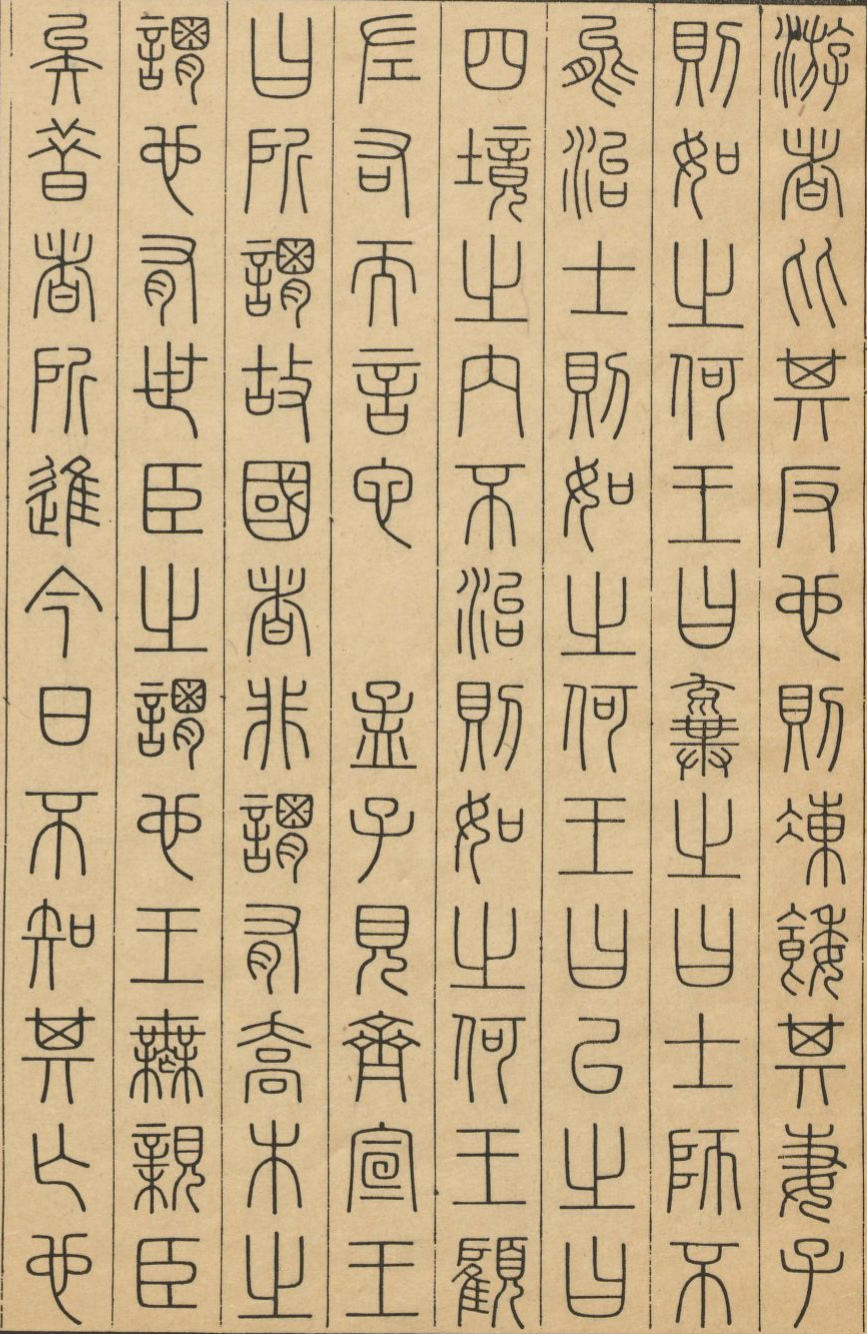 游者比其反也則凍餒其妻子
則如之何王曰棄之曰士師不
能治士則如之何王曰已之曰
四境之內不治則如之何王顧
左右而言它　孟子見齊宣王
曰所謂故國者非謂有喬木之
謂也有世臣之謂也王無親臣
矣昔者所進今日不知其亡也